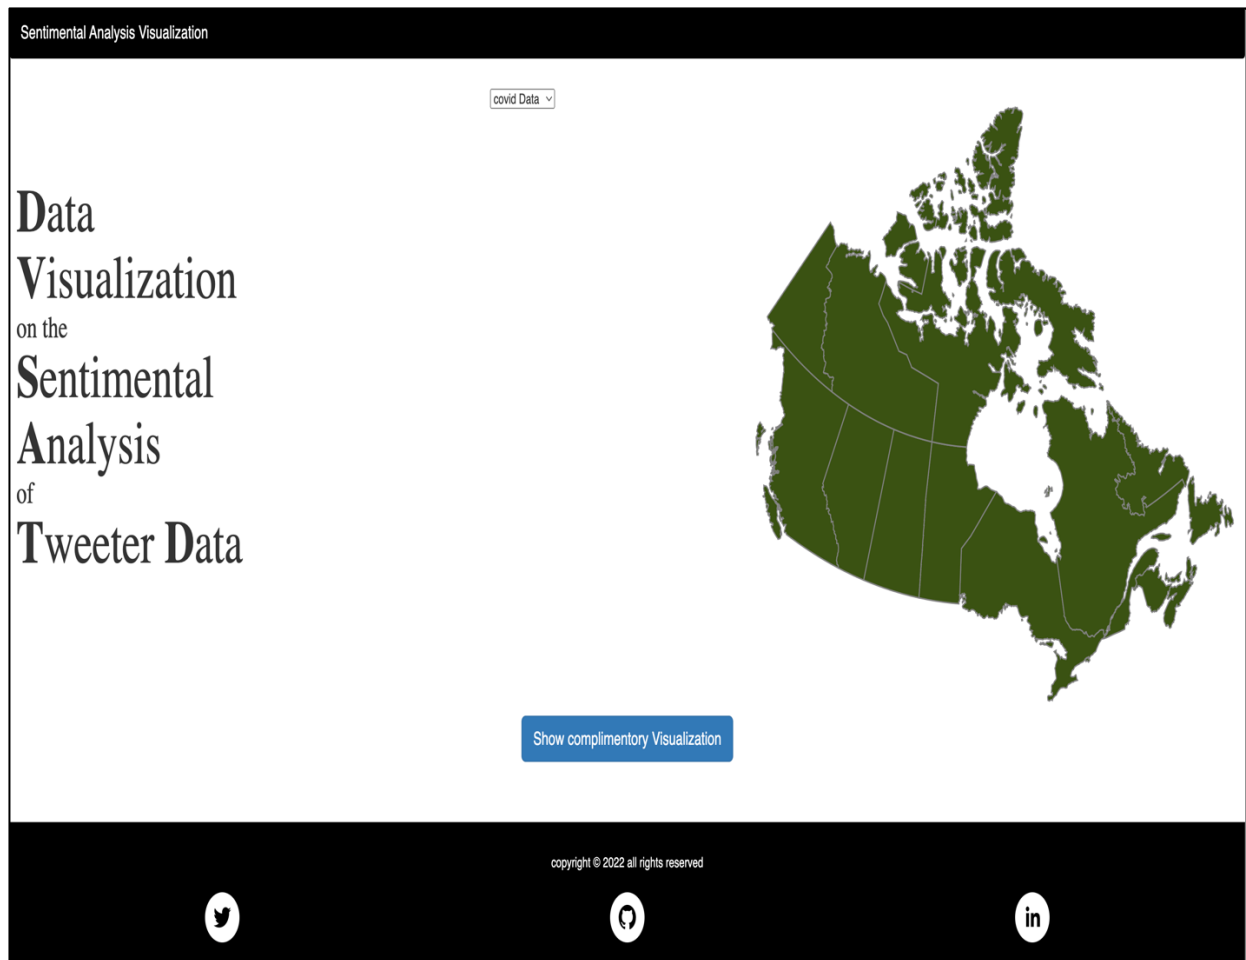 Sentimental Analysis Visualization
covid Data
Data
Visualization
on the
Sentimental
Analysis
of
Tweeter Data
Show complimentory Visualization
copyright © 2022 all rights reserved
in